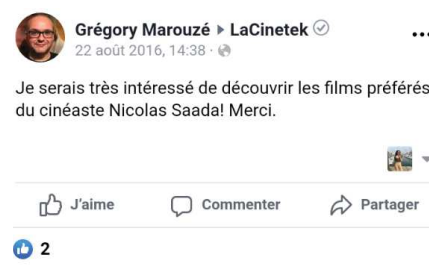 Grégory Marouzé ▸ LaCinetek
22 août 2016, 14:38 ·
Je serais très intéressé de découvrir les films préférés
du cinéaste Nicolas Saada! Merci.
J'aime Commenter Partager
2